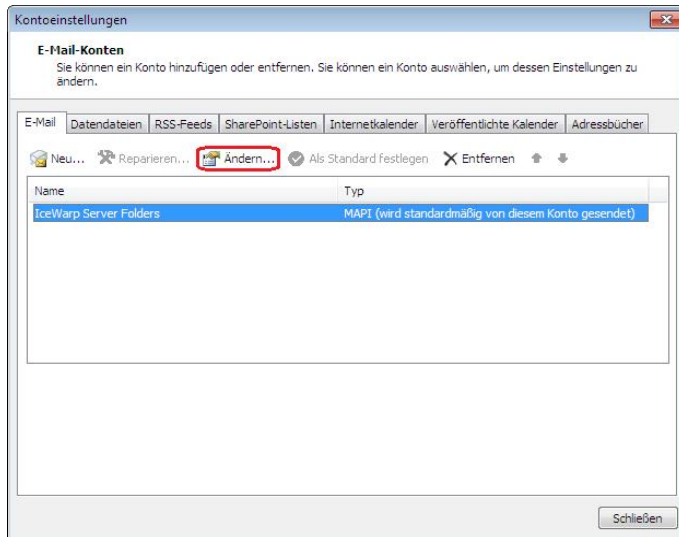 Kontoeinstellungen
E-Mail-Konten
Sie können ein Konto hinzufügen oder entfernen. Sie können ein Konto auswählen, um dessen Einstellungen zu
ändern.
E-Mail Datendateien RSS-Feeds SharePoint-Listen Internetkalender Veröffentlichte Kalender Adressbücher
Neu... Reparieren... Ändern... Als Standard festlegen Entfernen
Name Typ
IceWarp Server Folders MAPI (wird standardmäßig von diesem Konto gesendet)
Schließen